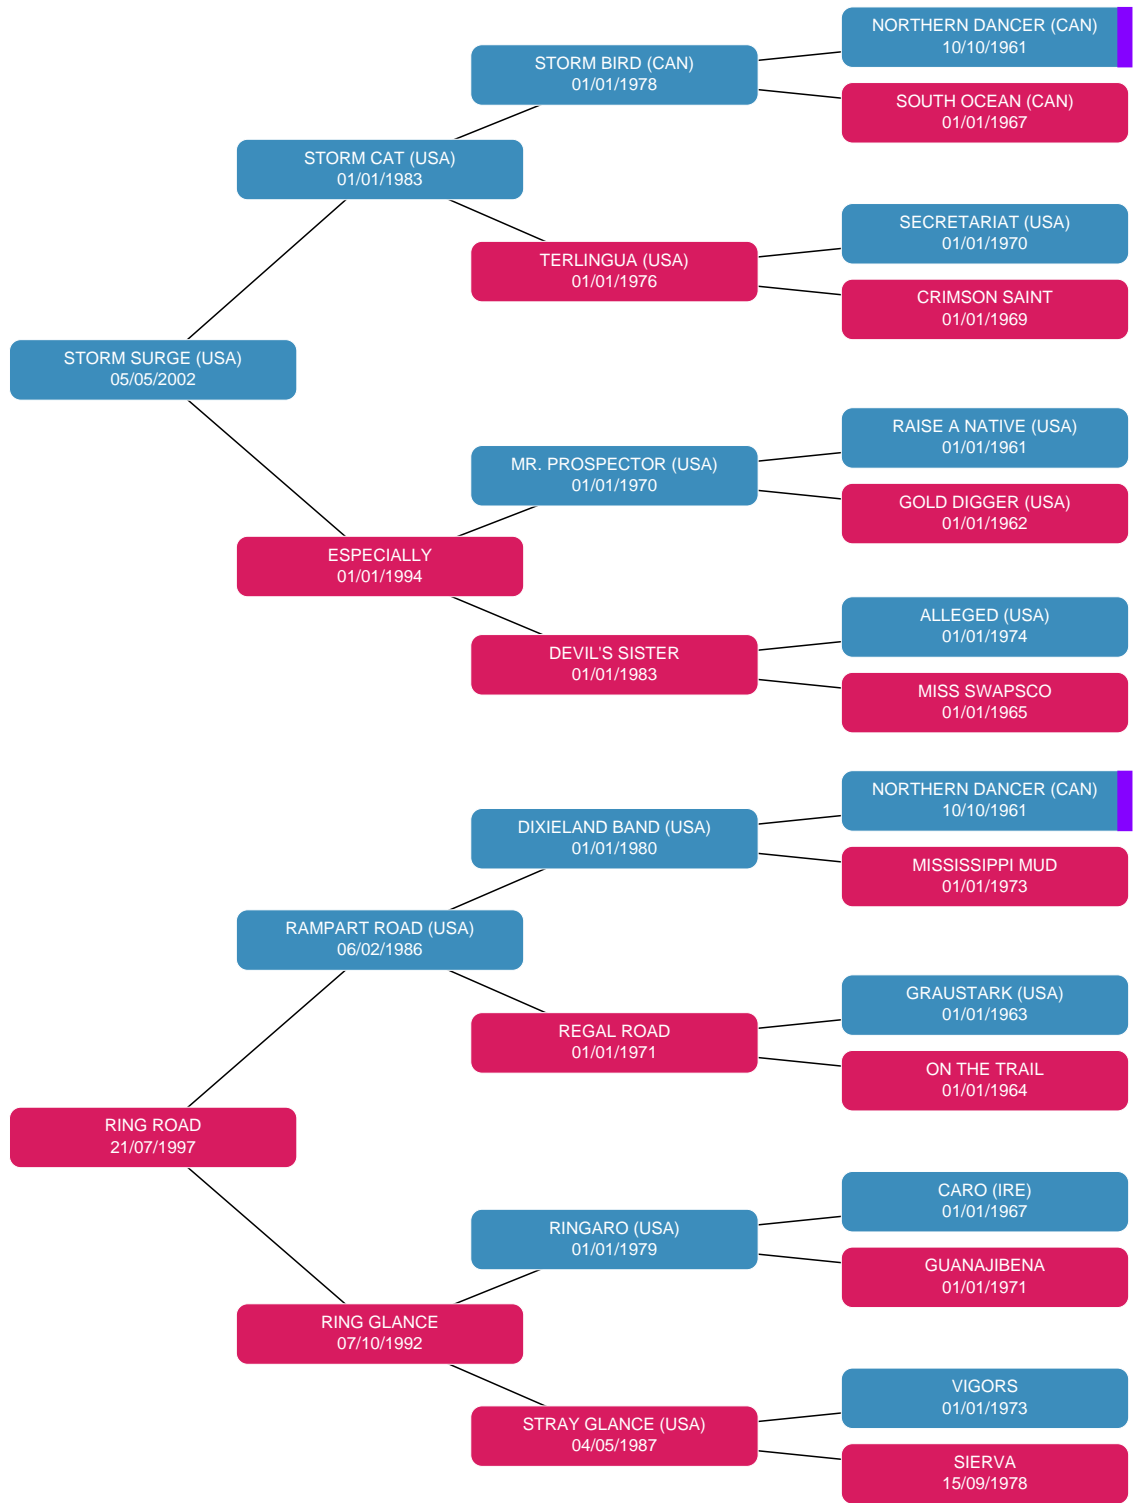 NORTHERN DANCER (CAN)
10/10/1961
STORM BIRD (CAN)
01/01/1978
SOUTH OCEAN (CAN)
01/01/1967
STORM CAT (USA)
01/01/1983
SECRETARIAT (USA)
01/01/1970
TERLINGUA (USA)
01/01/1976
CRIMSON SAINT
01/01/1969
STORM SURGE (USA)
05/05/2002
RAISE A NATIVE (USA)
01/01/1961
MR. PROSPECTOR (USA)
01/01/1970
GOLD DIGGER (USA)
01/01/1962
ESPECIALLY
01/01/1994
ALLEGED (USA)
01/01/1974
DEVIL'S SISTER
01/01/1983
MISS SWAPSCO
01/01/1965
NORTHERN DANCER (CAN)
10/10/1961
DIXIELAND BAND (USA)
01/01/1980
MISSISSIPPI MUD
01/01/1973
RAMPART ROAD (USA)
06/02/1986
GRAUSTARK (USA)
01/01/1963
REGAL ROAD
01/01/1971
ON THE TRAIL
01/01/1964
RING ROAD
21/07/1997
CARO (IRE)
01/01/1967
RINGARO (USA)
01/01/1979
GUANAJIBENA
01/01/1971
RING GLANCE
07/10/1992
VIGORS
01/01/1973
STRAY GLANCE (USA)
04/05/1987
SIERVA
15/09/1978